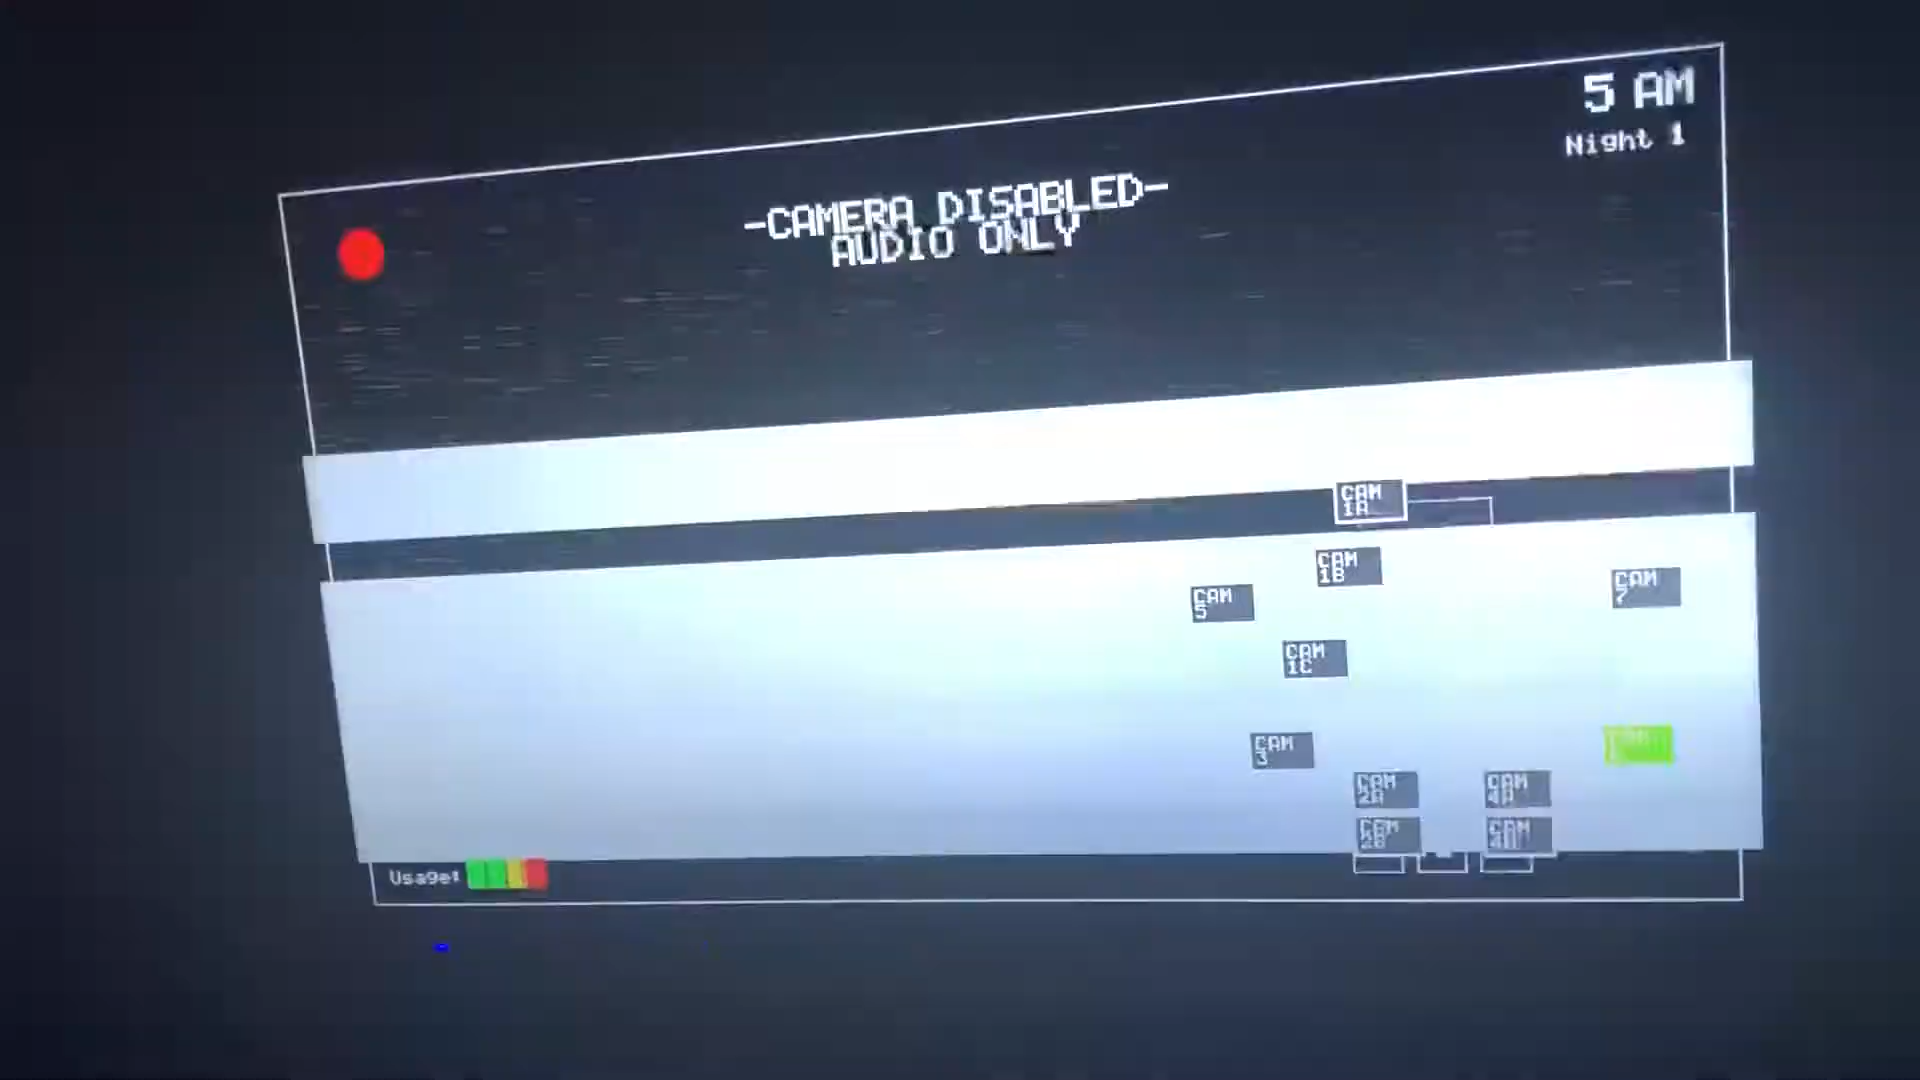 5 AM
Night 1
-CAMERA DISABLED-
AUDIO ONLY
CAM
1A
CAM
1B
CAM
5
CAM
7
CAM
1C
CAM
3
CAM
2A
CAM
4A
CAM
2B
CAM
4B
Usage: